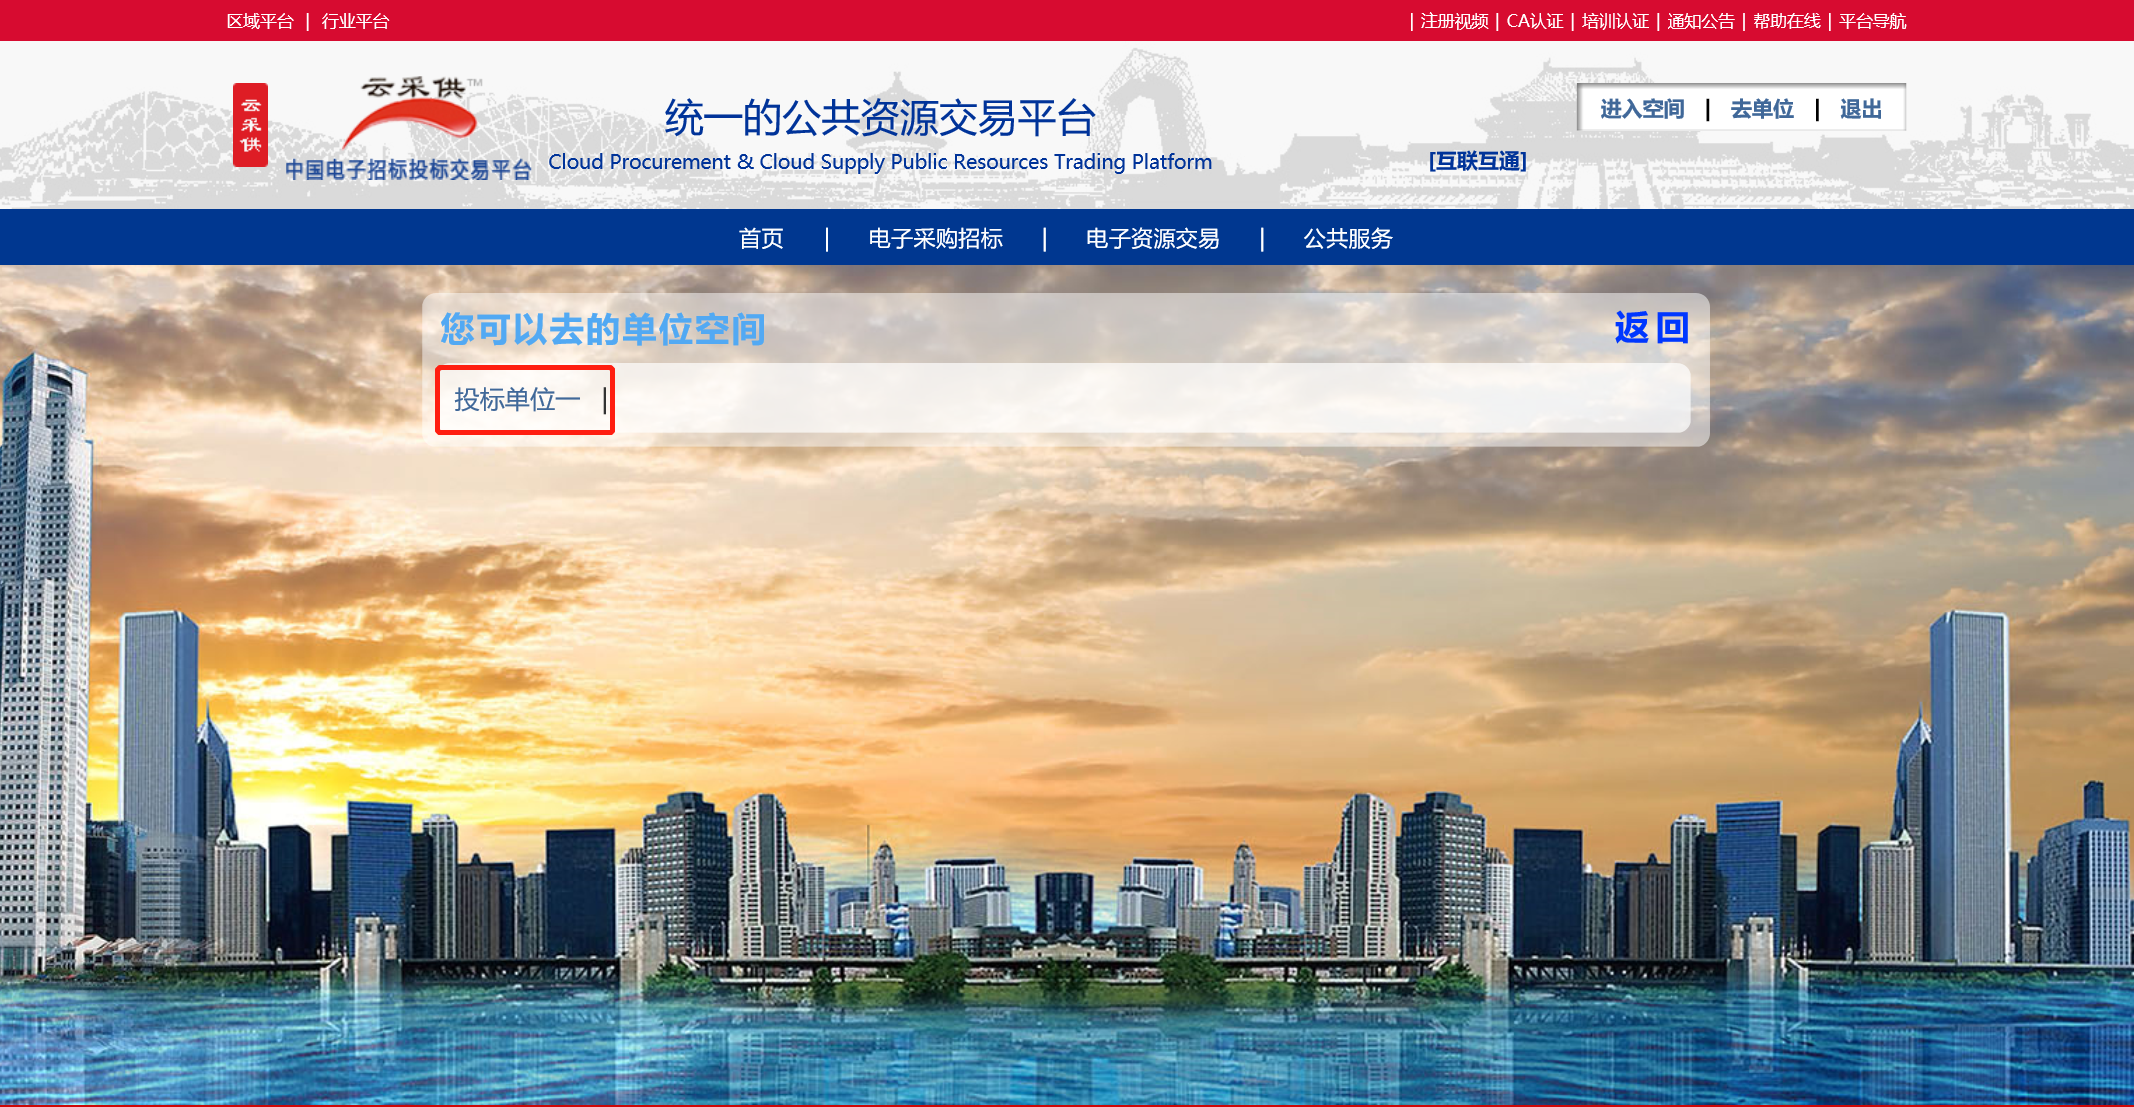 区域平台 | 行业平台
| 注册视频 | CA认证 | 培训认证 | 通知公告 | 帮助在线 | 平台导航
云采供
云采供™
中国电子招标投标交易平台
统一的公共资源交易平台
Cloud Procurement & Cloud Supply Public Resources Trading Platform
[互联互通]
进入空间 | 去单位 | 退出
首页 | 电子采购招标 | 电子资源交易 | 公共服务
您可以去的单位空间
返回
投标单位一 |